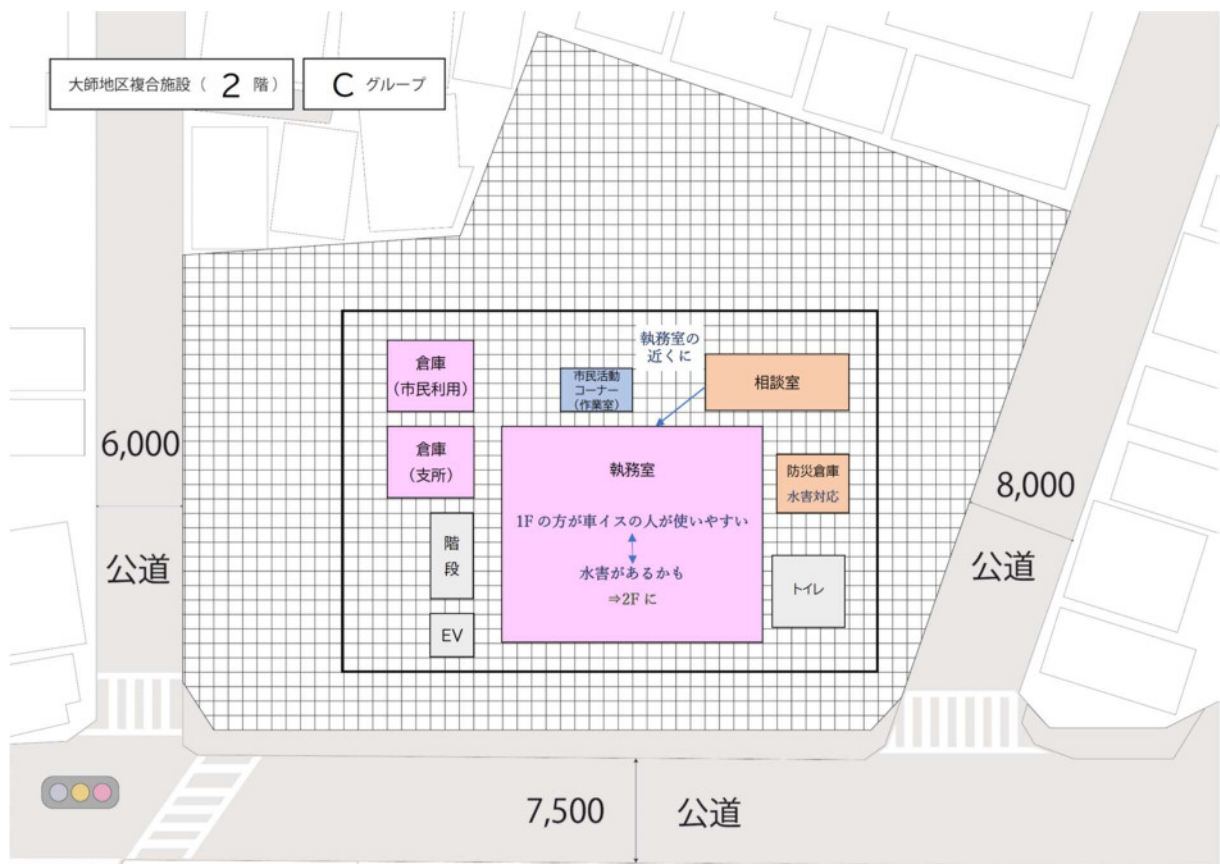 大師地区複合施設（ 2 階）
C グループ
執務室の
近くに
倉庫
（市民利用）
市民活動
コーナー
（作業室）
相談室
倉庫
（支所）
執務室
防災倉庫
水害対応
6,000
8,000
1Fの方が車イスの人が使いやすい
階
段
水害があるかも
⇒2Fに
トイレ
公道
公道
EV
7,500
公道